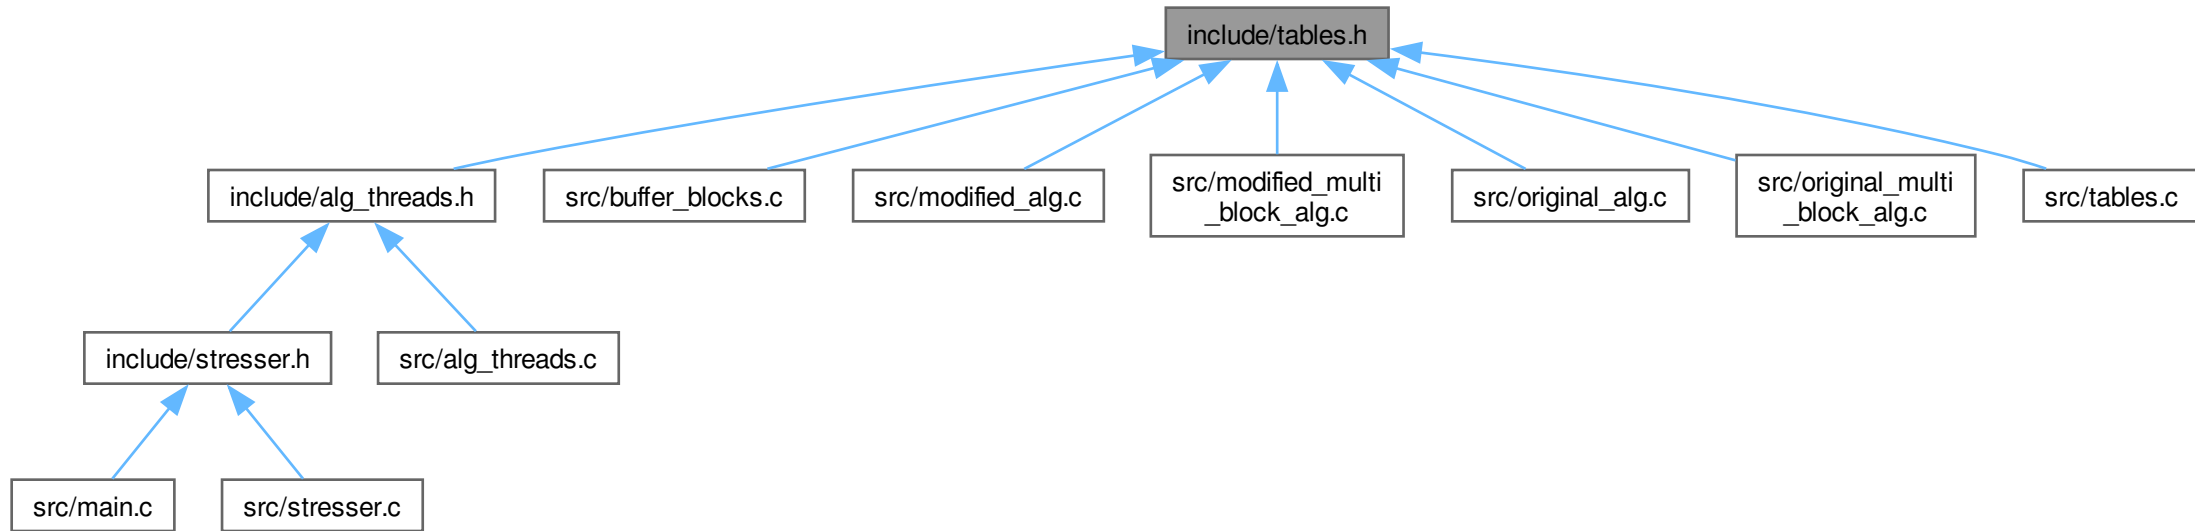 include/tables.h
include/alg_threads.h
src/buffer_blocks.c
src/modified_alg.c
src/modified_multi
_block_alg.c
src/original_alg.c
src/original_multi
_block_alg.c
src/tables.c
include/stresser.h
src/alg_threads.c
src/main.c
src/stresser.c